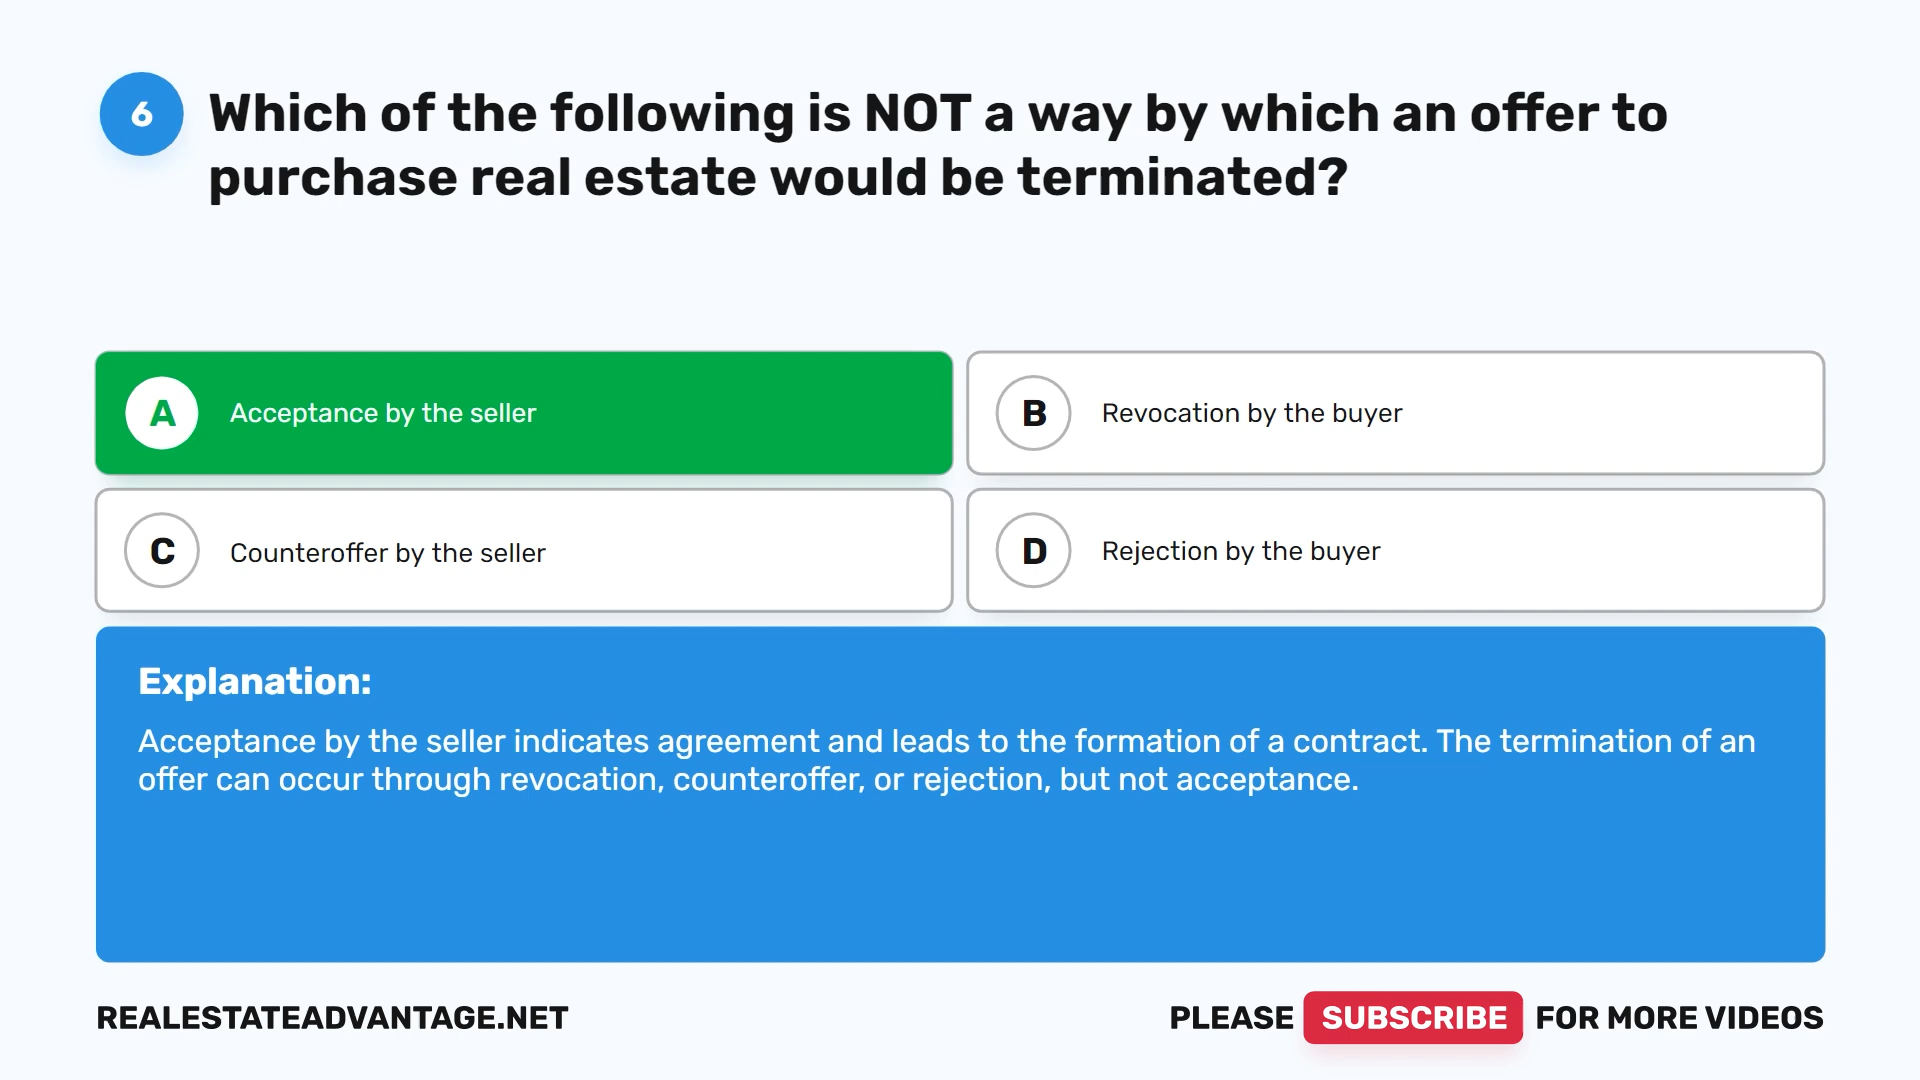 6
Which of the following is NOT a way by which an offer to
purchase real estate would be terminated?
A Acceptance by the seller
B Revocation by the buyer
C Counteroffer by the seller
D Rejection by the buyer
Explanation:
Acceptance by the seller indicates agreement and leads to the formation of a contract. The termination of an
offer can occur through revocation, counteroffer, or rejection, but not acceptance.
REALESTATEADVANTAGE.NET
PLEASE SUBSCRIBE FOR MORE VIDEOS